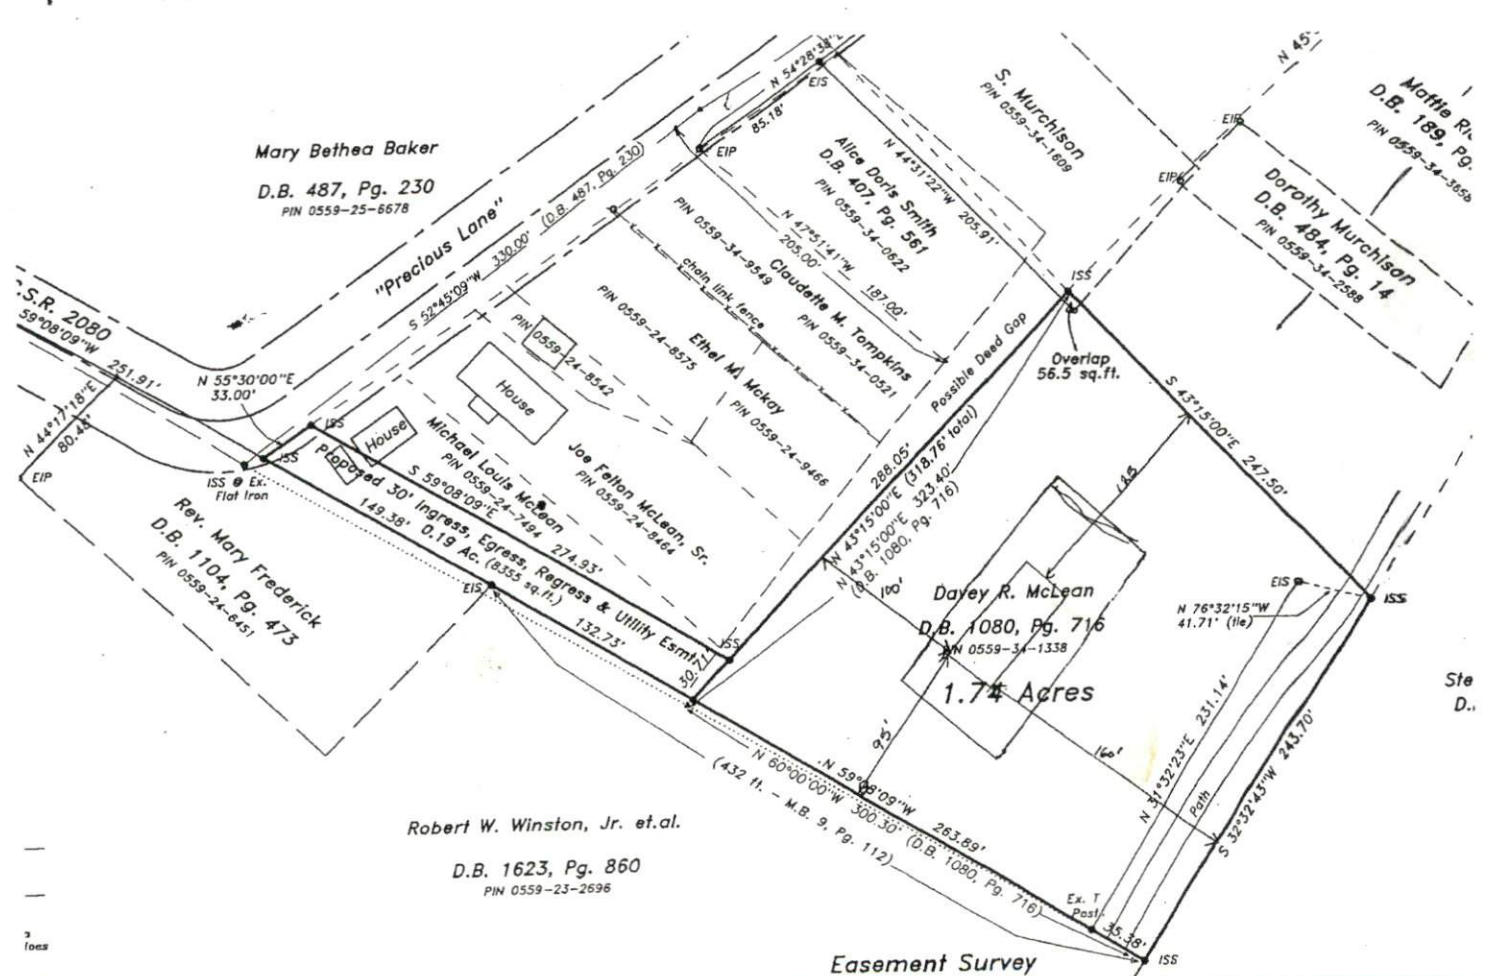 Mary Bethea Baker
D.B. 487, Pg. 230
PIN 0559-25-6678
"Precious Lane"
S 52°45'09"W 330.00' (D.B. 487, Pg. 230)
N 54°28'38"E
85.18'
EIS
EIP
S. Murchison
PIN 0559-34-1609
N 45°
Mattie
D.B. 189, Pg.
PIN 0559-34-3656
EIP
EIP
Dorothy Murchison
D.B. 484, Pg. 14
PIN 0559-34-2588
Alice Doris Smith
D.B. 407, Pg. 561
PIN 0559-34-0622
N 44°31'22"W 205.91'
N 47°51'41"W
205.00'
187.00'
PIN 0559-34-9549
Claudette M. Tompkins
PIN 0559-34-0521
chain link fence
PIN 0559-24-8575
Ethel M. Mckay
PIN 0559-24-9466
PIN 0559-24-8542
House
House
Joe Felton McLean, Sr.
PIN 0559-24-8464
Michael Louis McLean
PIN 0559-24-7494
S 59°08'09"E 274.93'
Proposed 30' Ingress, Egress, Regress & Utility Esmt.
0.19 Ac. (8355 sq.ft.)
149.38'
132.73'
30.71'
C.S.R. 2080
59°08'09"W 251.91'
N 55°30'00"E
33.00'
N 44°17'18"E
80.48'
EIP
ISS
ISS
ISS @ Ex.
Flat Iron
Rev. Mary Frederick
D.B. 1104, Pg. 473
PIN 0559-24-6451
EIS
ISS
ISS
Overlap
56.5 sq.ft.
Possible Deed Gap
288.05'
N 43°15'00"E (318.76' total)
N 43°15'00"E 323.40'
(D.B. 1080, Pg. 716)
S 43°15'00"E 247.50'
100'
Davey R. McLean
D.B. 1080, Pg. 716
PIN 0559-34-1338
1.74 Acres
95'
160'
EIS
ISS
N 76°32'15"W
41.71' (tie)
N 31°32'23"E 231.14'
Path
S 32°32'43"W 243.70'
Ste
D.
N 59°08'09"W 263.89'
N 60°00'00"W 300.30' (D.B. 1080, Pg. 716)
(432 ft. - M.B. 9, Pg. 112)
Ex. T
Post
35.38'
ISS
Robert W. Winston, Jr. et.al.
D.B. 1623, Pg. 860
PIN 0559-23-2696
Easement Survey